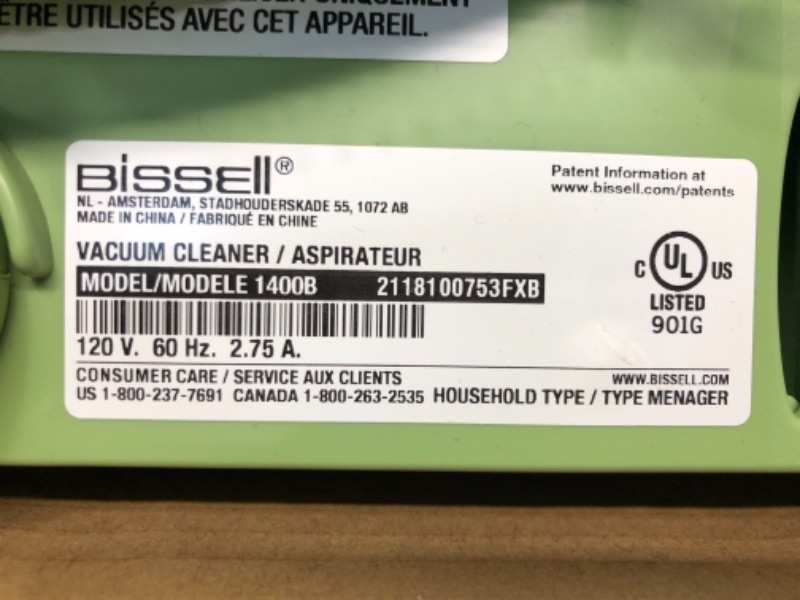 ÊTRE UTILISÉS AVEC CET APPAREIL.
BISSELL®
NL - AMSTERDAM, STADHOUDERSKADE 55, 1072 AB
MADE IN CHINA / FABRIQUÉ EN CHINE
Patent Information at
www.bissell.com/patents
VACUUM CLEANER / ASPIRATEUR
MODEL/MODELE 1400B 2118100753FXB
C UL US
LISTED
901G
120 V. 60 Hz. 2.75 A.
CONSUMER CARE / SERVICE AUX CLIENTS WWW.BISSELL.COM
US 1-800-237-7691 CANADA 1-800-263-2535 HOUSEHOLD TYPE / TYPE MENAGER